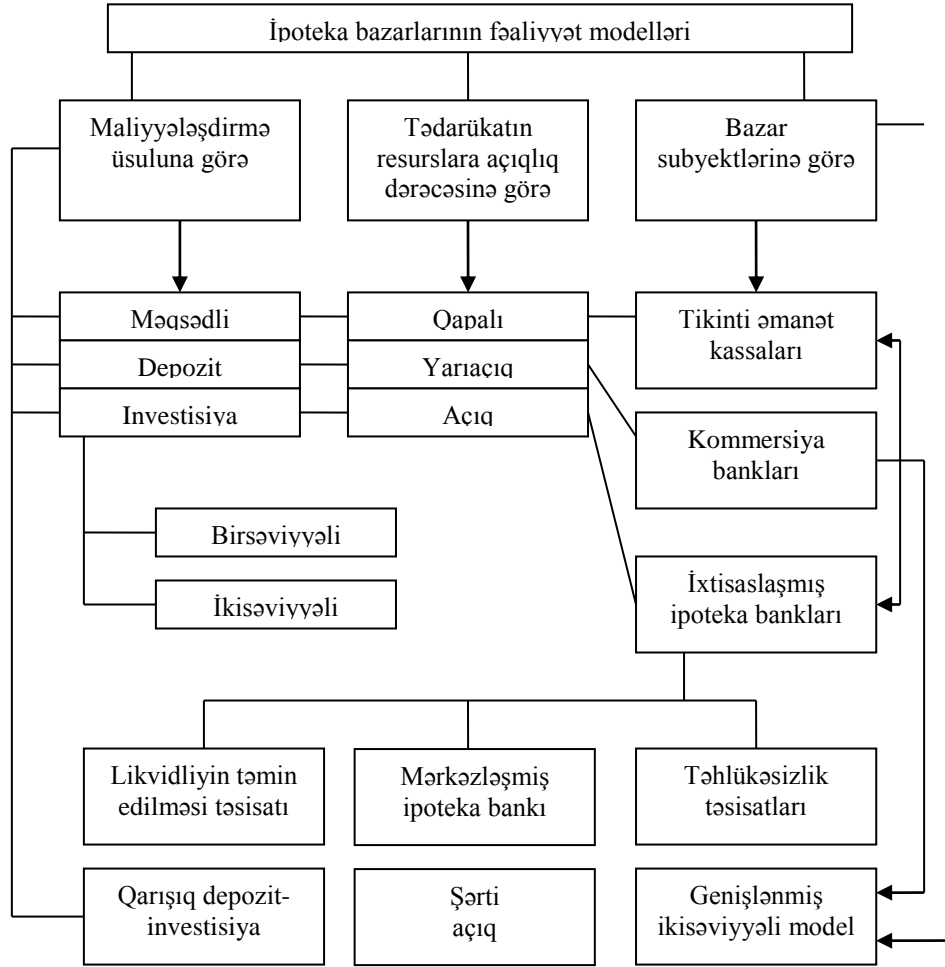 İpoteka bazarlarının fəaliyyət modelləri
Maliyyələşdirmə
üsuluna görə
Tədarükatın
resurslara açıqlıq
dərəcəsinə görə
Bazar
subyektlərinə görə
Məqsədli
Qapalı
Tikinti əmanət
kassaları
Depozit
Yarıaçıq
Investisiya
Açıq
Kommersiya
bankları
Birsəviyyəli
İkisəviyyəli
İxtisaslaşmış
ipoteka bankları
Likvidliyin təmin
edilməsi təsisatı
Mərkəzləşmiş
ipoteka bankı
Təhlükəsizlik
təsisatları
Qarışıq depozit-
investisiya
Şərti
açıq
Genişlənmiş
ikisəviyyəli model